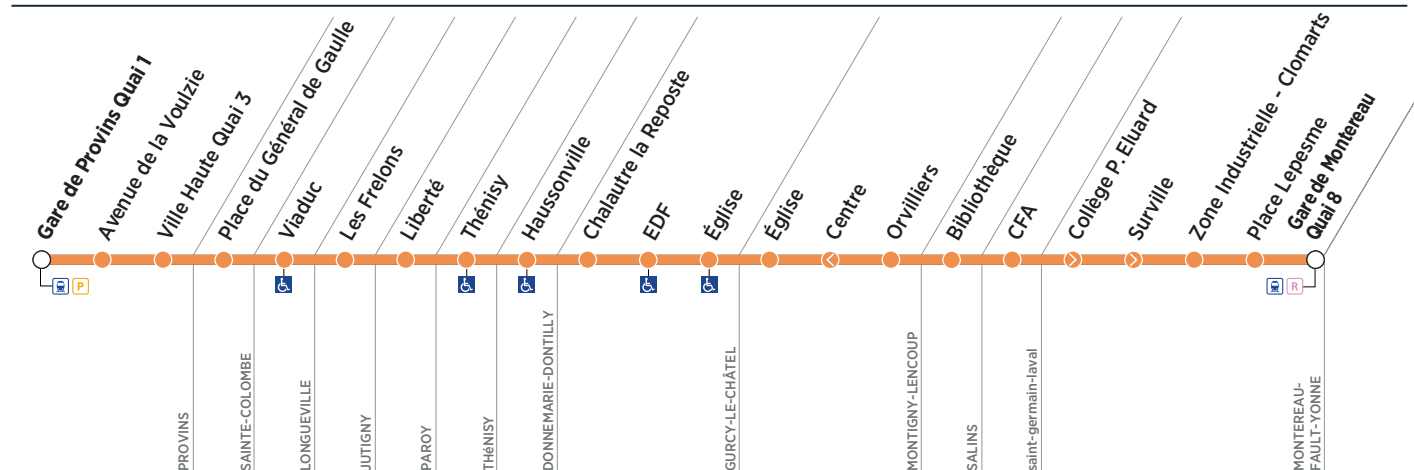 Gare de Provins Quai 1
Avenue de la Voulzie
Ville Haute Quai 3
Place du Général de Gaulle
Viaduc
Les Frelons
Liberté
Thénisy
Haussonville
Chalautre la Reposte
EDF
Église
Église
Centre
Orvilliers
Bibliothèque
CFA
Collège P. Eluard
Surville
Zone Industrielle - Clomarts
Place Lepesme
Gare de Montereau
Quai 8
P
R
PROVINS
SAINTE-COLOMBE
LONGUEVILLE
JUTIGNY
PAROY
THéNISY
DONNEMARIE-DONTILLY
GURCY-LE-CHÂTEL
MONTIGNY-LENCOUP
SALINS
saint-germain-laval
MONTEREAU-
FAULT-YONNE